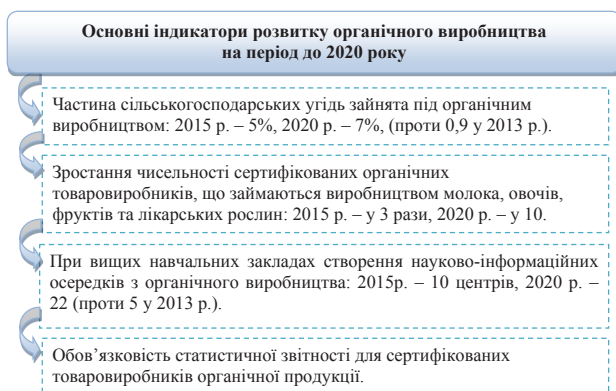 Основні індикатори розвитку органічного виробництва
на період до 2020 року
Частина сільськогосподарських угідь зайнята під органічним
виробництвом: 2015 р. – 5%, 2020 р. – 7%, (проти 0,9 у 2013 р.).
Зростання чисельності сертифікованих органічних
товаровиробників, що займаються виробництвом молока, овочів,
фруктів та лікарських рослин: 2015 р. – у 3 рази, 2020 р. – у 10.
При вищих навчальних закладах створення науково-інформаційних
осередків з органічного виробництва: 2015р. – 10 центрів, 2020 р. –
22 (проти 5 у 2013 р.).
Обов’язковість статистичної звітності для сертифікованих
товаровиробників органічної продукції.